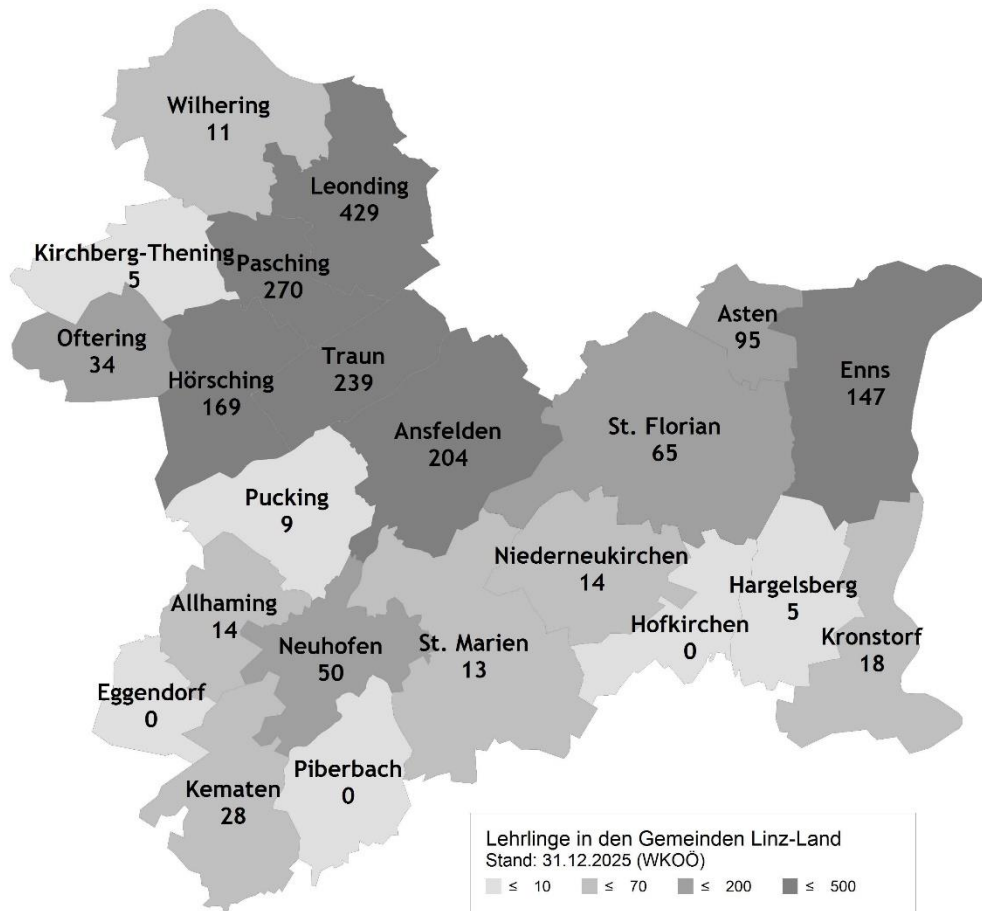 Wilhering
11
Leonding
429
Kirchberg-Thening
5
Pasching
270
Oftering
34
Hörsching
169
Traun
239
Asten
95
Enns
147
Ansfelden
204
St. Florian
65
Pucking
9
Niederneukirchen
14
Hargelsberg
5
Allhaming
14
Neuhofen
50
St. Marien
13
Hofkirchen
0
Kronstorf
18
Eggendorf
0
Kematen
28
Piberbach
0
Lehrlinge in den Gemeinden Linz-Land
Stand: 31.12.2025 (WKOÖ)
≤ 10 ≤ 70 ≤ 200 ≤ 500